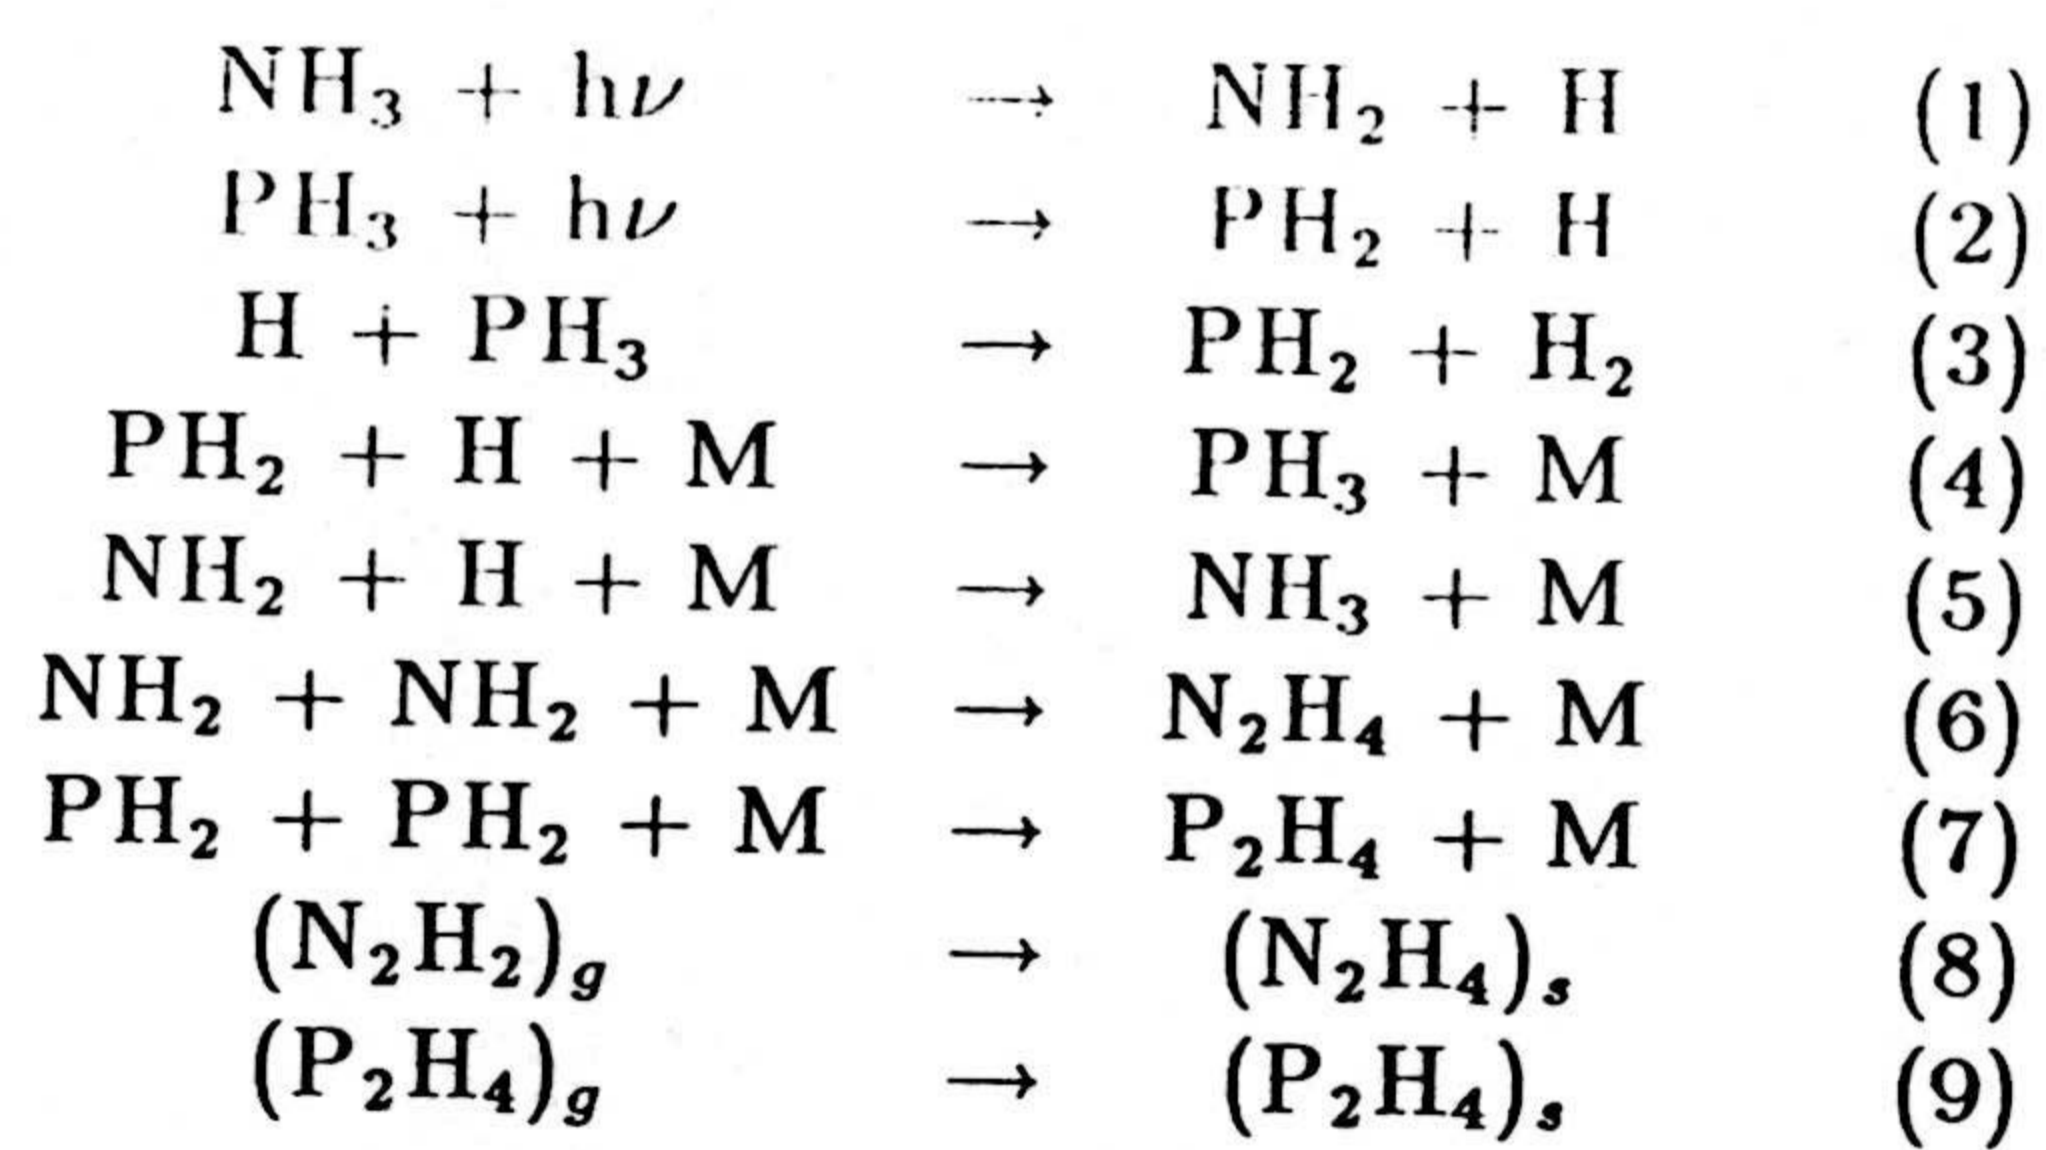 NH₃ + hν → NH₂ + H (1)
PH₃ + hν → PH₂ + H (2)
H + PH₃ → PH₂ + H₂ (3)
PH₂ + H + M → PH₃ + M (4)
NH₂ + H + M → NH₃ + M (5)
NH₂ + NH₂ + M → N₂H₄ + M (6)
PH₂ + PH₂ + M → P₂H₄ + M (7)
(N₂H₂)g → (N₂H₄)s (8)
(P₂H₄)g → (P₂H₄)s (9)